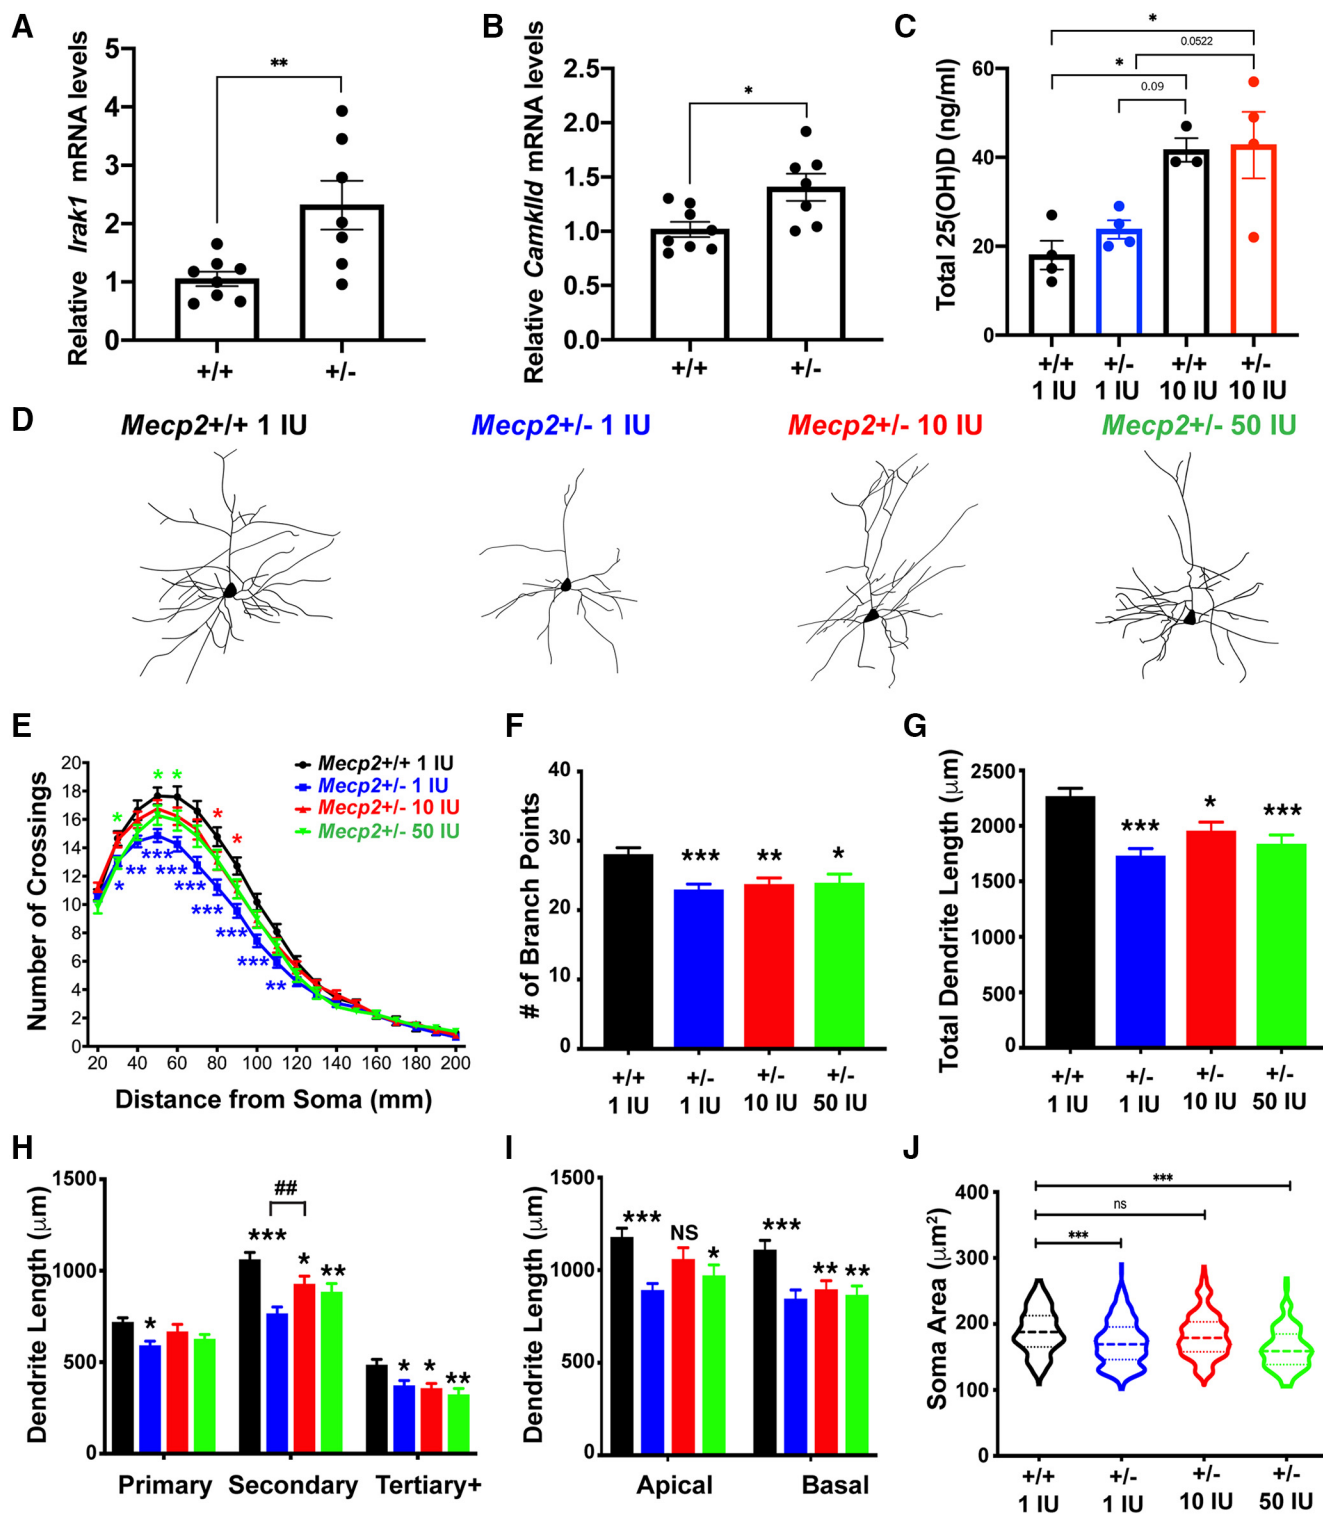 A
Relative Irak1 mRNA levels
5
4
3
2
1
0
**
+/+
+/-
B
Relative CamkIId mRNA levels
2.5
2.0
1.5
1.0
0.5
0.0
*
+/+
+/-
C
Total 25(OH)D (ng/ml)
60
40
20
0
*
0.0522
*
0.09
+/+ +/- +/+ +/-
1 IU 1 IU 10 IU 10 IU
D
Mecp2+/+ 1 IU
Mecp2+/- 1 IU
Mecp2+/- 10 IU
Mecp2+/- 50 IU
E
Number of Crossings
20
18
16
14
12
10
8
6
4
2
0
20 40 60 80 100 120 140 160 180 200
Distance from Soma (mm)
Mecp2+/+ 1 IU
Mecp2+/- 1 IU
Mecp2+/- 10 IU
Mecp2+/- 50 IU
* *
*
*
*
*
**
***
***
***
***
***
***
**
F
# of Branch Points
40
30
20
10
0
*** ** *
+/+ +/- +/- +/-
1 IU 1 IU 10 IU 50 IU
G
Total Dendrite Length (μm)
2500
2000
1500
1000
500
0
*** * ***
+/+ +/- +/- +/-
1 IU 1 IU 10 IU 50 IU
H
Dendrite Length (μm)
1500
1000
500
0
##
*
*** * **
* * **
Primary Secondary Tertiary+
I
Dendrite Length (μm)
1500
1000
500
0
*** NS *
*** ** **
Apical Basal
J
Soma Area (μm²)
400
300
200
100
0
***
ns
***
+/+ +/- +/- +/-
1 IU 1 IU 10 IU 50 IU